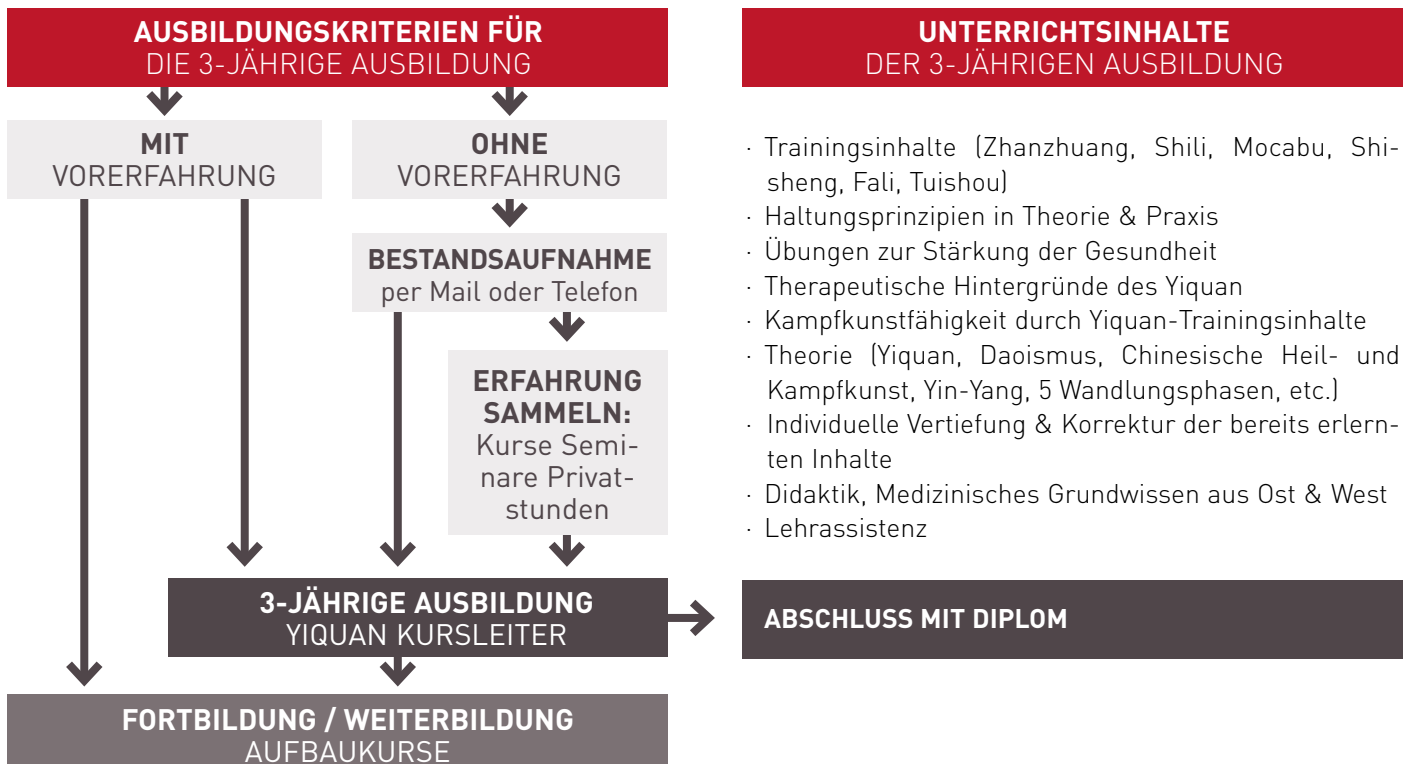 AUSBILDUNGSKRITERIEN FÜR
DIE 3-JÄHRIGE AUSBILDUNG
MIT
VORERFAHRUNG
OHNE
VORERFAHRUNG
BESTANDSAUFNAHME
per Mail oder Telefon
ERFAHRUNG
SAMMELN:
Kurse Semi-
nare Privat-
stunden
3-JÄHRIGE AUSBILDUNG
YIQUAN KURSLEITER
FORTBILDUNG / WEITERBILDUNG
AUFBAUKURSE
UNTERRICHTSINHALTE
DER 3-JÄHRIGEN AUSBILDUNG
· Trainingsinhalte (Zhanzhuang, Shili, Mocabu, Shi-
sheng, Fali, Tuishou)
· Haltungsprinzipien in Theorie & Praxis
· Übungen zur Stärkung der Gesundheit
· Therapeutische Hintergründe des Yiquan
· Kampfkunstfähigkeit durch Yiquan-Trainingsinhalte
· Theorie (Yiquan, Daoismus, Chinesische Heil- und
Kampfkunst, Yin-Yang, 5 Wandlungsphasen, etc.)
· Individuelle Vertiefung & Korrektur der bereits erlern-
ten Inhalte
· Didaktik, Medizinisches Grundwissen aus Ost & West
· Lehrassistenz
ABSCHLUSS MIT DIPLOM